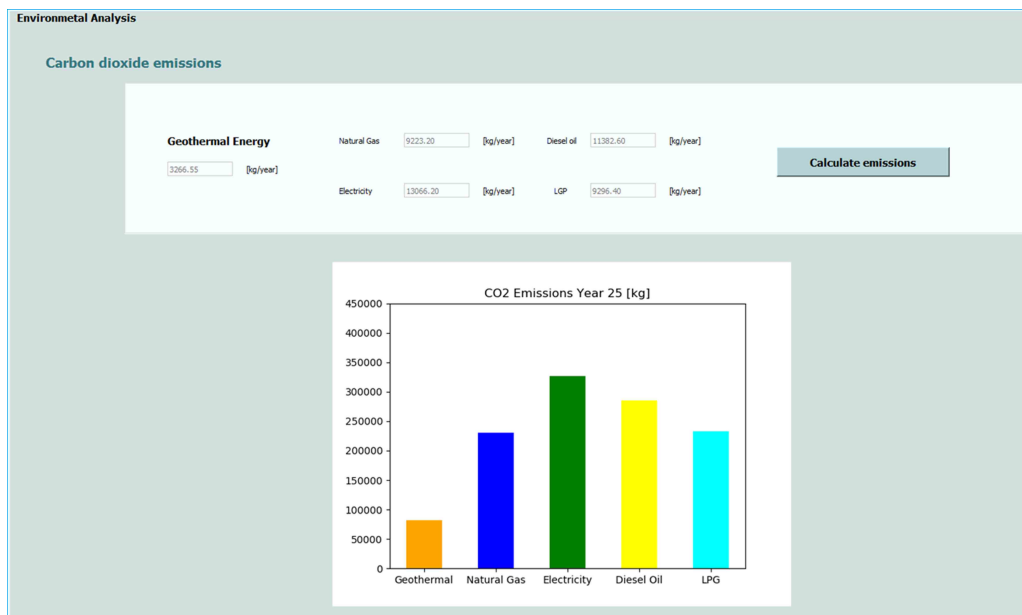 Environmetal Analysis
Carbon dioxide emissions
Geothermal Energy
3266.55 [kg/year]
Natural Gas 9223.20 [kg/year] Diesel oil 11382.60 [kg/year]
Electricity 13066.20 [kg/year] LGP 9296.40 [kg/year]
Calculate emissions
CO2 Emissions Year 25 [kg]
450000
400000
350000
300000
250000
200000
150000
100000
50000
0
Geothermal Natural Gas Electricity Diesel Oil LPG